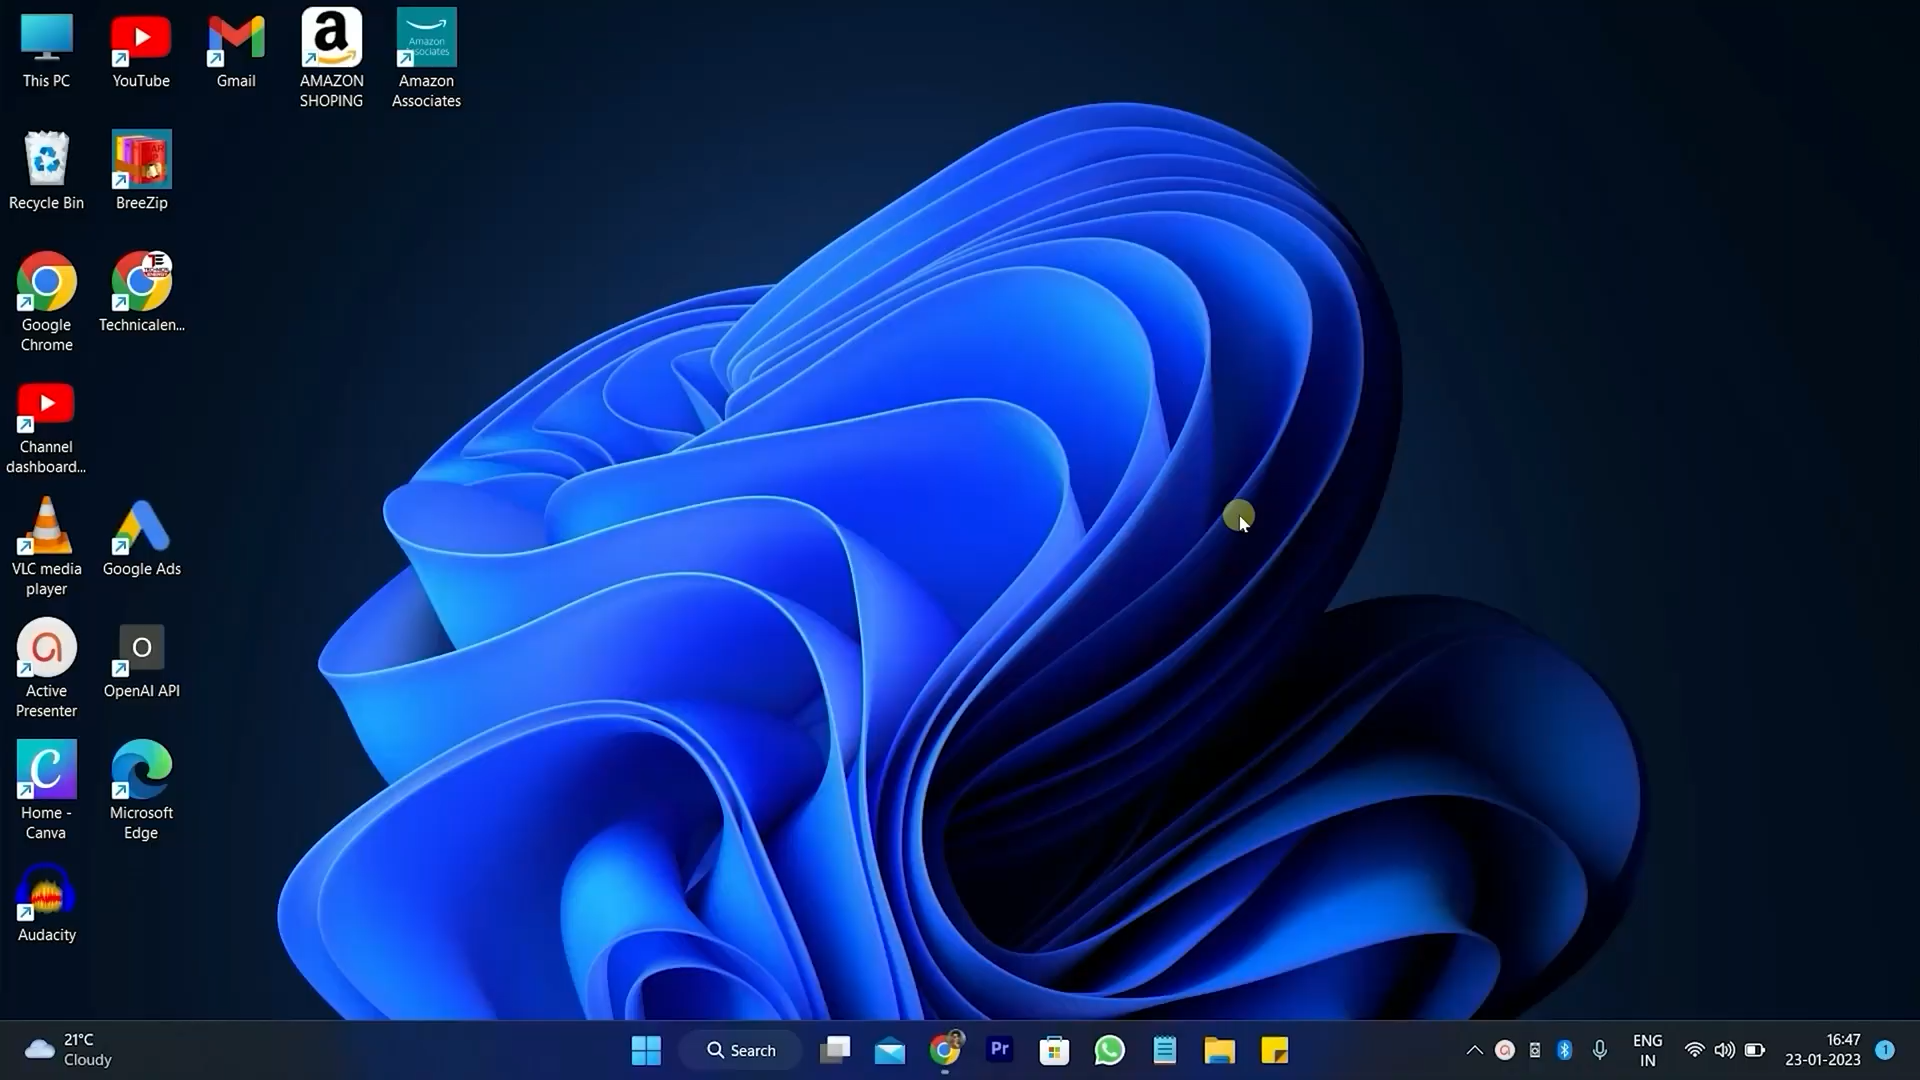 This PC
YouTube
Gmail
AMAZON
SHOPING
Amazon
Associates
Recycle Bin
BreeZip
Google
Chrome
Technicalen...
Channel
dashboard...
VLC media
player
Google Ads
Active
Presenter
O
OpenAI API
Home -
Canva
Microsoft
Edge
Audacity
21°C
Cloudy
Search
Pr
ENG
IN
16:47
23-01-2023
1